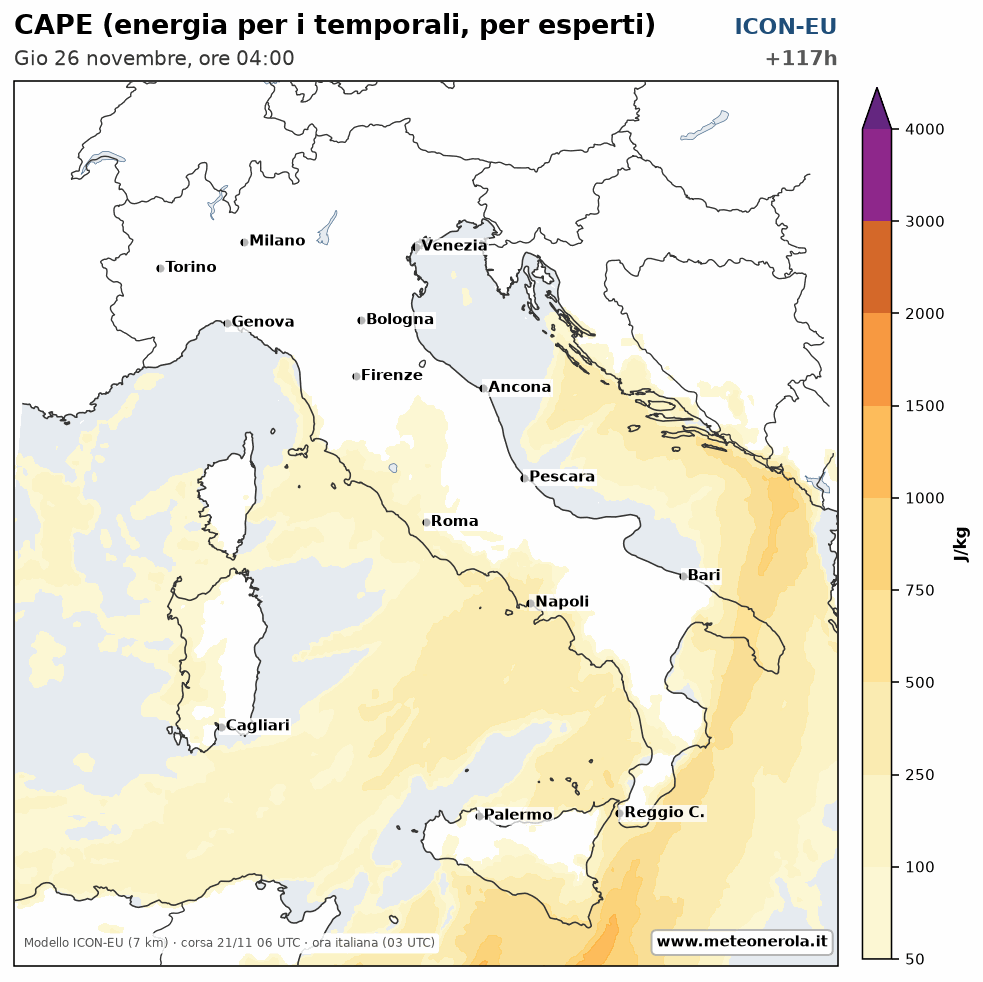 CAPE (energia per i temporali, per esperti)
ICON-EU
Gio 26 novembre, ore 04:00
+117h
4000
3000
2000
1500
1000
750
500
250
100
50
J/kg
Milano
Venezia
Torino
Genova
Bologna
Firenze
Ancona
Pescara
Roma
Bari
Napoli
Cagliari
Palermo
Reggio C.
Modello ICON-EU (7 km) · corsa 21/11 06 UTC · ora italiana (03 UTC)
www.meteonerola.it